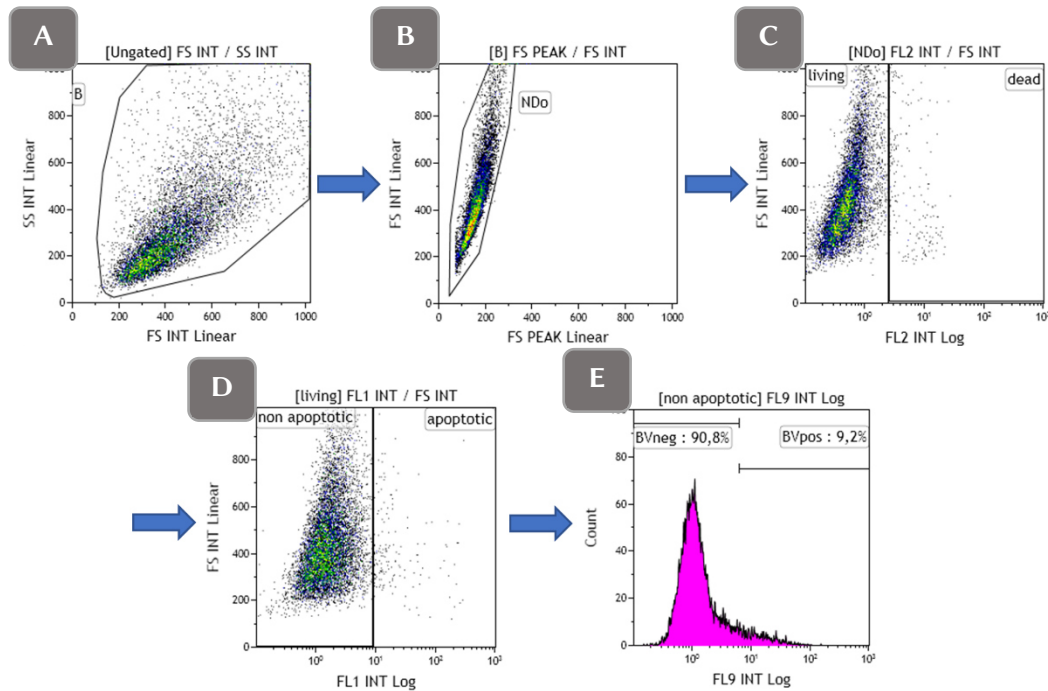 A
[Ungated] FS INT / SS INT
B
SS INT Linear
800
600
400
200
0
0 200 400 600 800 1000
FS INT Linear
B
[B] FS PEAK / FS INT
NDo
FS INT Linear
800
600
400
200
0
0 200 400 600 800 1000
FS PEAK Linear
C
[NDo] FL2 INT / FS INT
living
dead
FS INT Linear
800
600
400
200
0
10⁰ 10¹ 10² 10³
FL2 INT Log
D
[living] FL1 INT / FS INT
non apoptotic
apoptotic
FS INT Linear
800
600
400
200
0
10⁰ 10¹ 10² 10³
FL1 INT Log
E
[non apoptotic] FL9 INT Log
BVneg : 90,8%
BVpos : 9,2%
Count
80
60
40
20
0
10⁰ 10¹ 10² 10³
FL9 INT Log